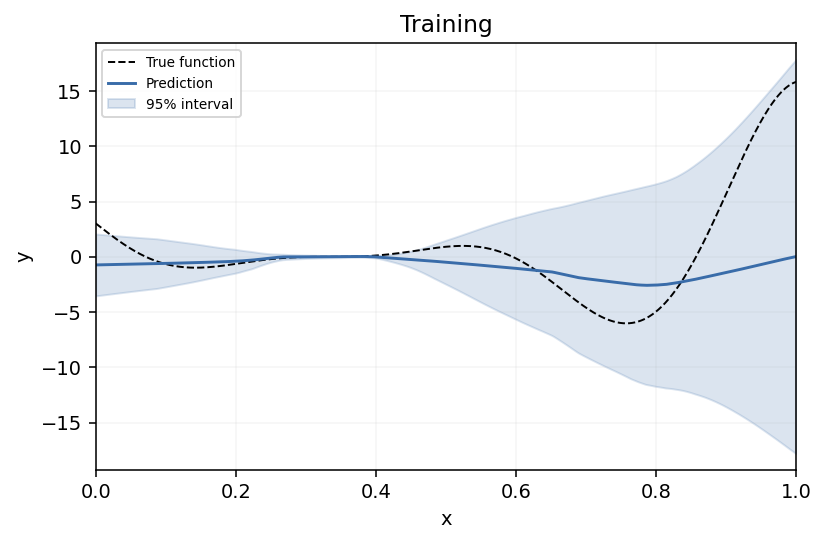 Training
True function
Prediction
95% interval
15
10
5
0
−5
−10
−15
y
0.0 0.2 0.4 0.6 0.8 1.0
x